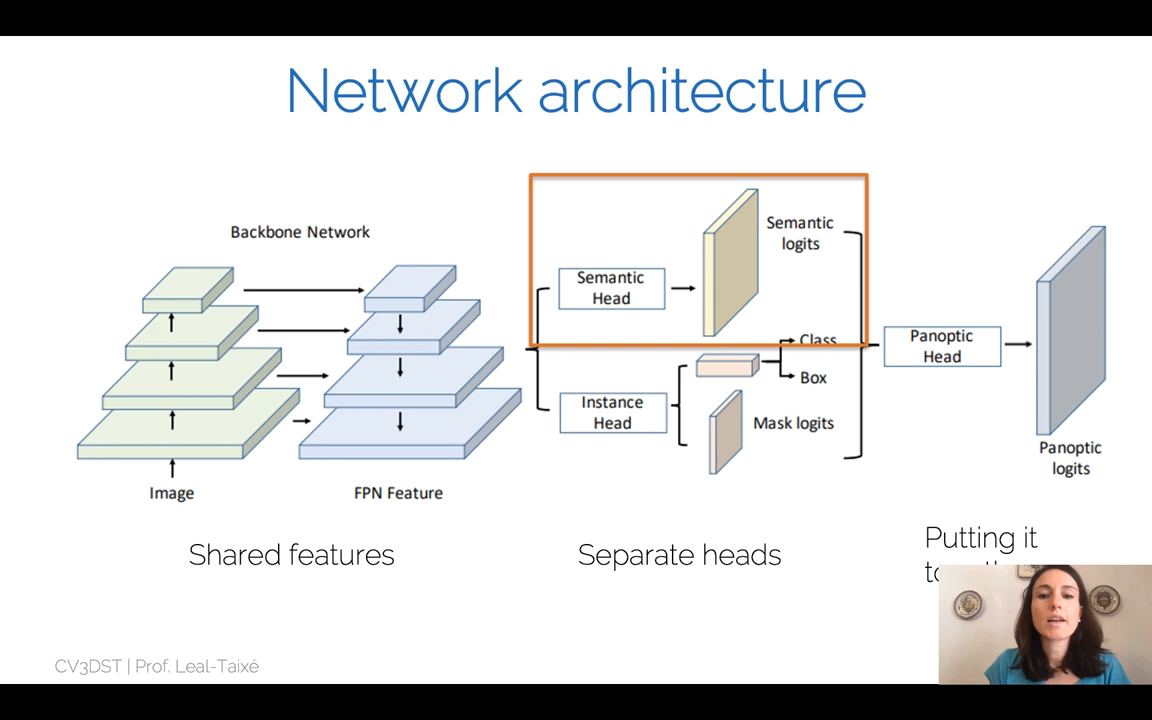 Network architecture
Backbone Network
Semantic
logits
Semantic
Head
Class
Box
Panoptic
Head
Instance
Head
Mask logits
Panoptic
logits
Image
FPN Feature
Shared features
Separate heads
Putting it
CV3DST | Prof. Leal-Taixé